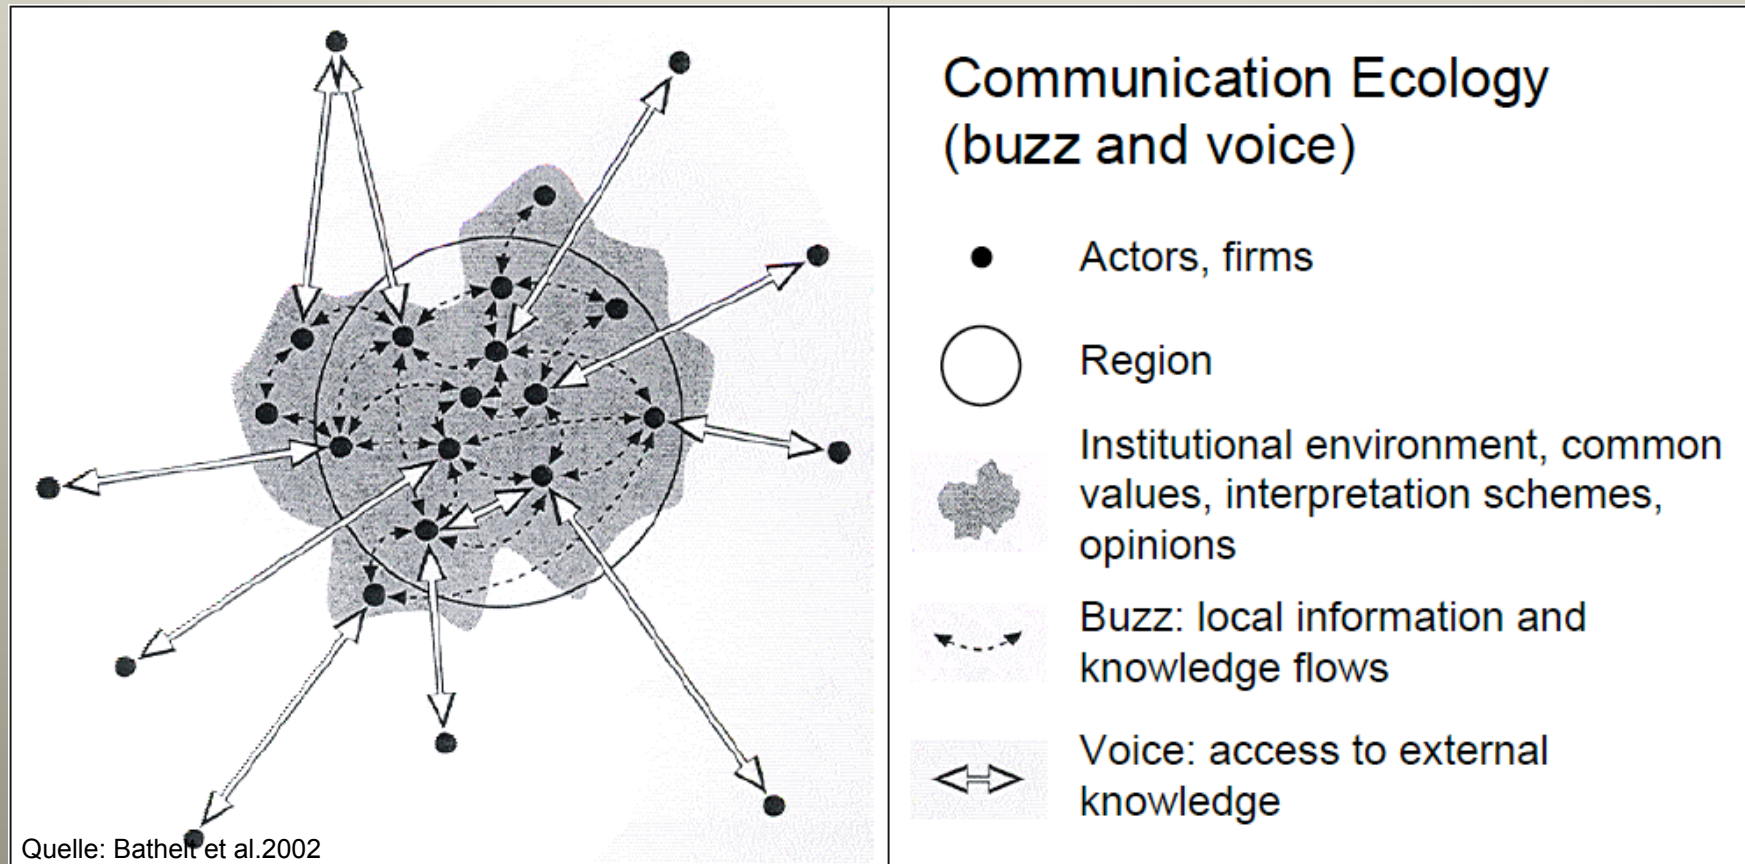 Communication Ecology
(buzz and voice)
Actors, firms
Region
Institutional environment, common
values, interpretation schemes,
opinions
Buzz: local information and
knowledge flows
Voice: access to external
knowledge
Quelle: Bathelt et al.2002